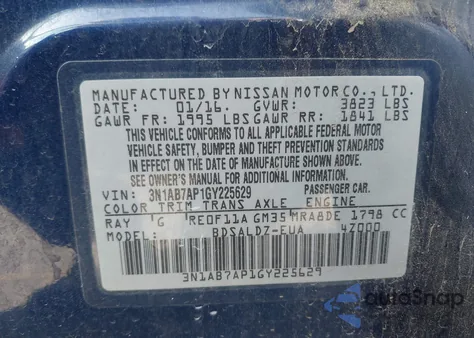 MANUFACTURED BY NISSAN MOTOR CO., LTD.
DATE: 01/16. GVWR: 3823 LBS
GAWR FR: 1995 LBS GAWR RR: 1841 LBS
THIS VEHICLE CONFORMS TO ALL APPLICABLE FEDERAL MOTOR
VEHICLE SAFETY, BUMPER AND THEFT PREVENTION STANDARDS
IN EFFECT ON THE DATE OF MANUFACTURE SHOWN ABOVE.
SEE OWNER'S MANUAL FOR ADDITIONAL INFORMATION.
VIN: 3N1AB7AP1GY225629 PASSENGER CAR.
COLOR TRIM TRANS AXLE ENGINE
RAY 'G RE0F11A GM35 MRA8DE 1798 CC
MODEL: BDSALDZ-EUA 47000
3N1AB7AP1GY225629
autoSnap